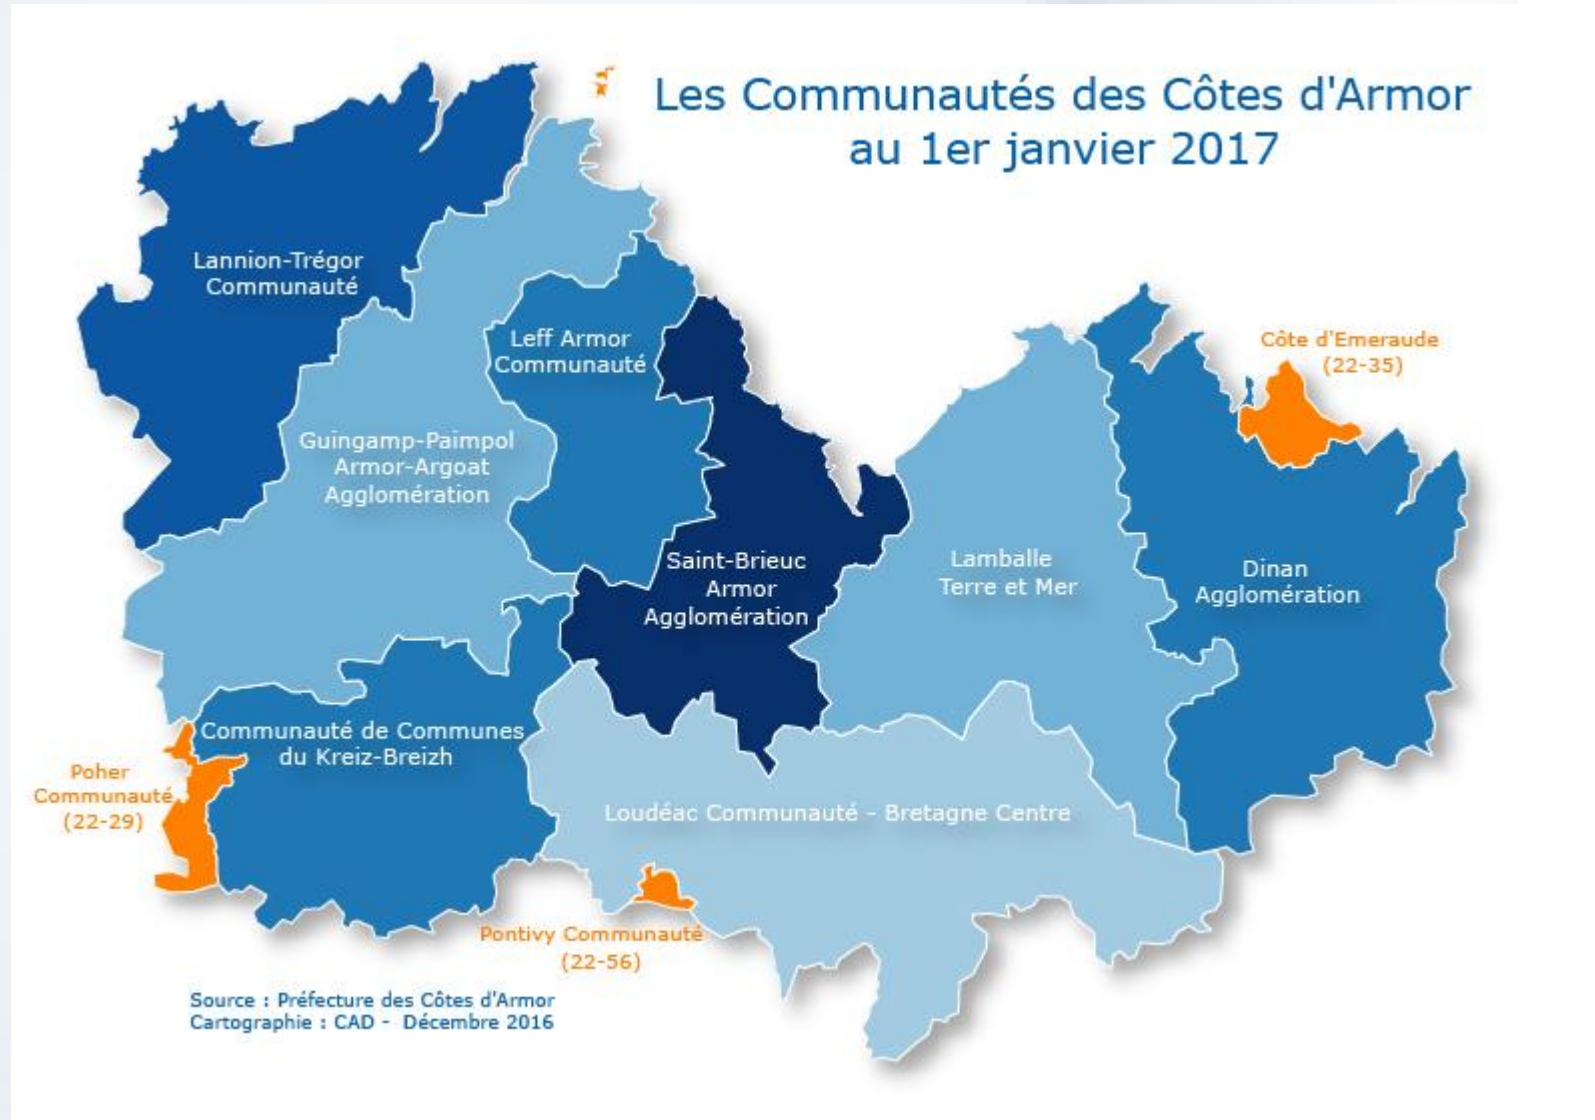 Les Communautés des Côtes d'Armor
au 1er janvier 2017
Lannion-Trégor
Communauté
Leff Armor
Communauté
Côte d'Emeraude
(22-35)
Guingamp-Paimpol
Armor-Argoat
Agglomération
Saint-Brieuc
Armor
Agglomération
Lamballe
Terre et Mer
Dinan
Agglomération
Communauté de Communes
du Kreiz-Breizh
Poher
Communauté
(22-29)
Loudéac Communauté - Bretagne Centre
Pontivy Communauté
(22-56)
Source : Préfecture des Côtes d'Armor
Cartographie : CAD - Décembre 2016